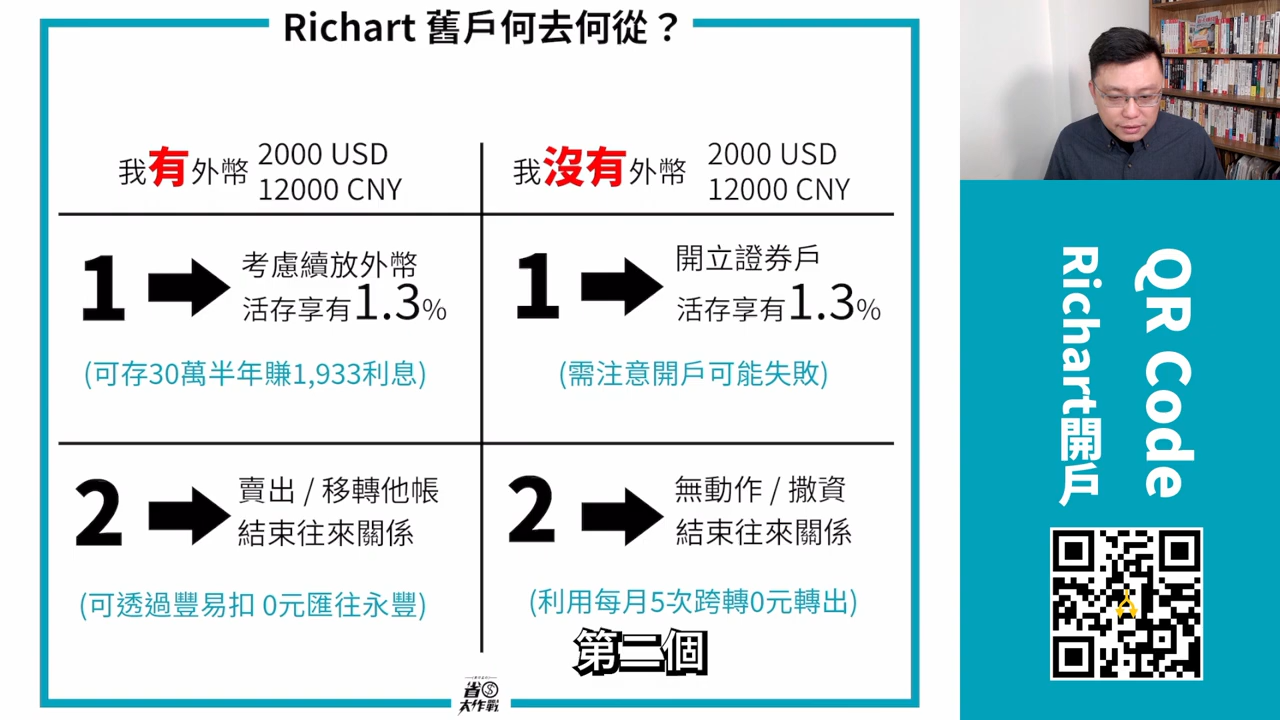 Richart 舊戶何去何從？
我有外幣 2000 USD
12000 CNY
我沒有外幣 2000 USD
12000 CNY
1 考慮續放外幣
活存享有1.3%
(可存30萬半年賺1,933利息)
1 開立證券戶
活存享有1.3%
(需注意開戶可能失敗)
2 賣出 / 移轉他帳
結束往來關係
(可透過豐易扣 0元匯往永豐)
2 無動作 / 撒資
結束往來關係
(利用每月5次跨轉0元轉出)
第二個
省
大作戰
QR Code
Richart開戶